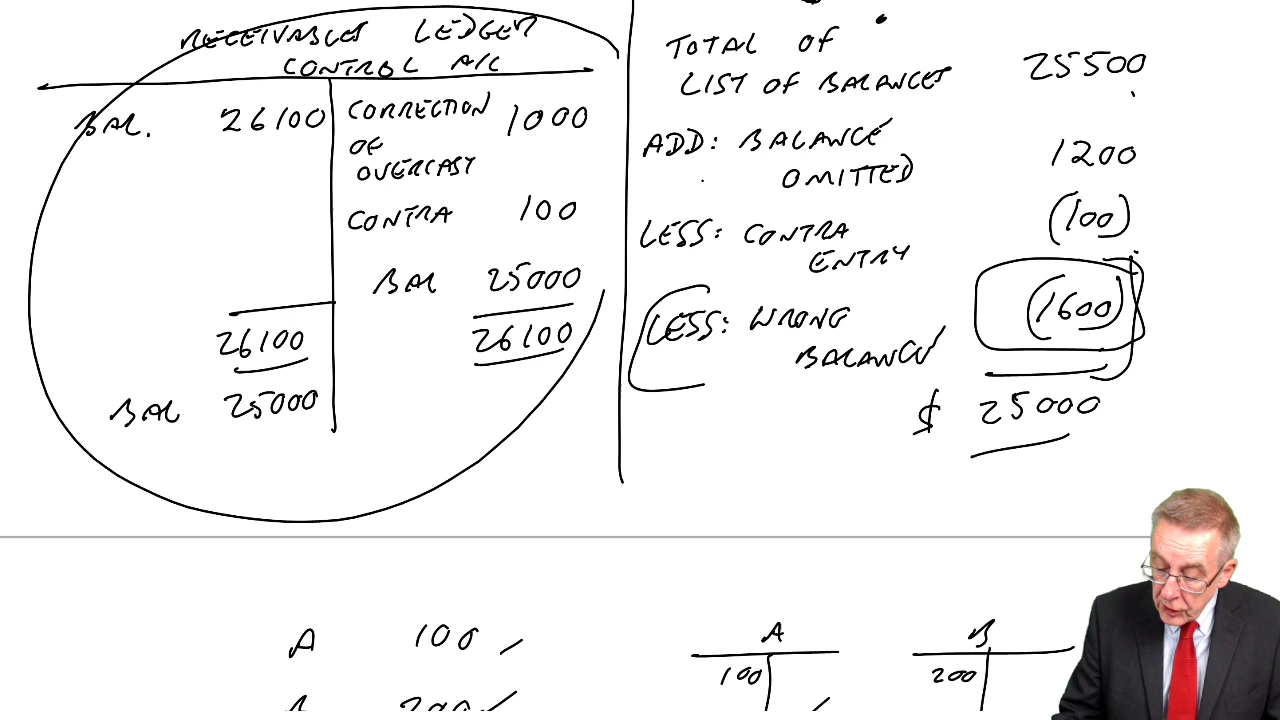 RECEIVABLES LEDGER
CONTROL A/C
BAL. 26100
CORRECTION 1000
OF
OVERCAST
CONTRA 100
BAL 25000
26100 26100
BAL 25000
TOTAL OF
LIST OF BALANCES 25500
ADD: BALANCE
OMITTED 1200
LESS: CONTRA (100)
ENTRY
LESS: WRONG (1600)
BALANCE
$ 25000
A 100
B 200
A
100
B
200